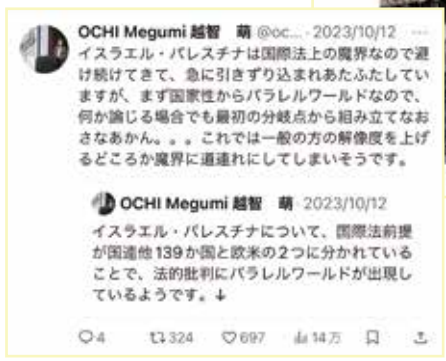 OCHI Megumi 越智 萌 @oc... · 2023/10/12 ...
イスラエル・パレスチナは国際法上の魔界なので避
け続けてきて、急に引きずり込まれあたふたしてい
ますが、まず国家性からパラレルワールドなので、
何か論じる場合でも最初の分岐点から組み立てなお
さなあかん。。。これでは一般の方の解像度を上げ
るどころか魔界に道連れにしてしまいそうです。
OCHI Megumi 越智 萌 · 2023/10/12
イスラエル・パレスチナについて、国際法前提
が国連他139か国と欧米の2つに分かれている
ことで、法的批判にパラレルワールドが出現し
ているようです。↓
4 324 697 14万